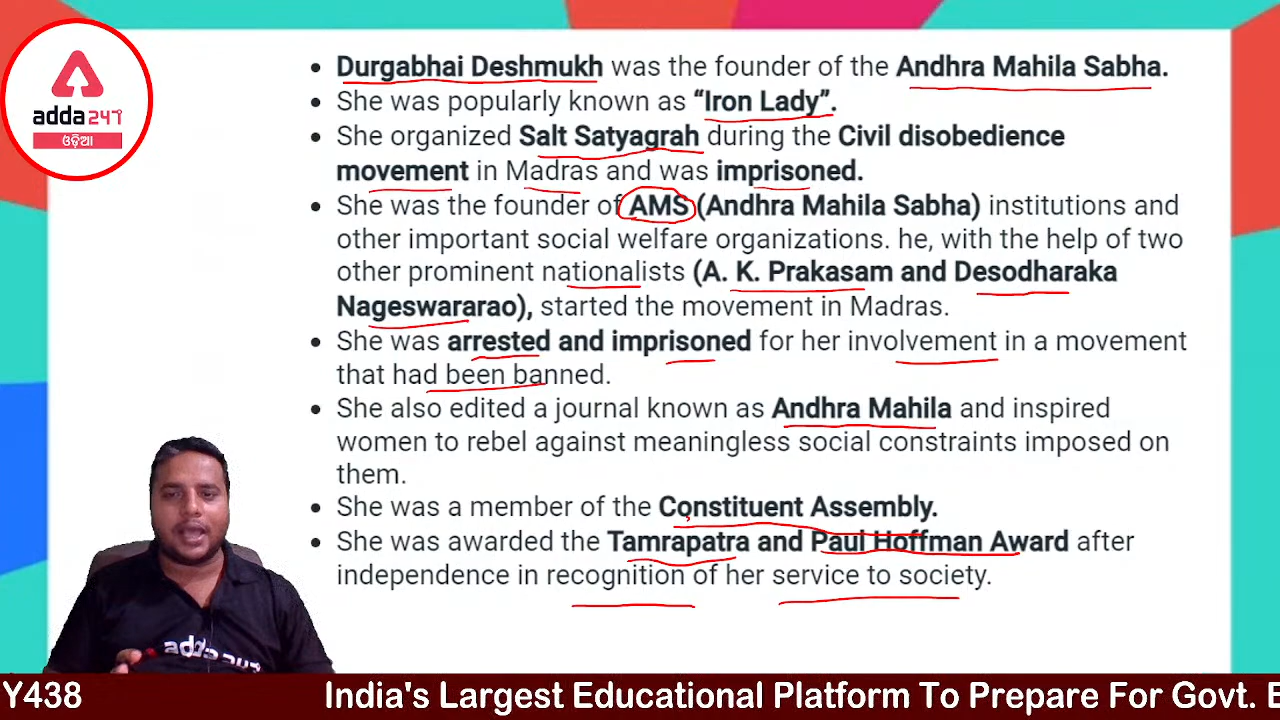 adda247
ଓଡ଼ିଆ
Durgabhai Deshmukh was the founder of the Andhra Mahila Sabha.
She was popularly known as “Iron Lady”.
She organized Salt Satyagrah during the Civil disobedience
movement in Madras and was imprisoned.
She was the founder of AMS (Andhra Mahila Sabha) institutions and
other important social welfare organizations. he, with the help of two
other prominent nationalists (A. K. Prakasam and Desodharaka
Nageswararao), started the movement in Madras.
She was arrested and imprisoned for her involvement in a movement
that had been banned.
She also edited a journal known as Andhra Mahila and inspired
women to rebel against meaningless social constraints imposed on
them.
She was a member of the Constituent Assembly.
She was awarded the Tamrapatra and Paul Hoffman Award after
independence in recognition of her service to society.
adda247
Y438 India's Largest Educational Platform To Prepare For Govt. E